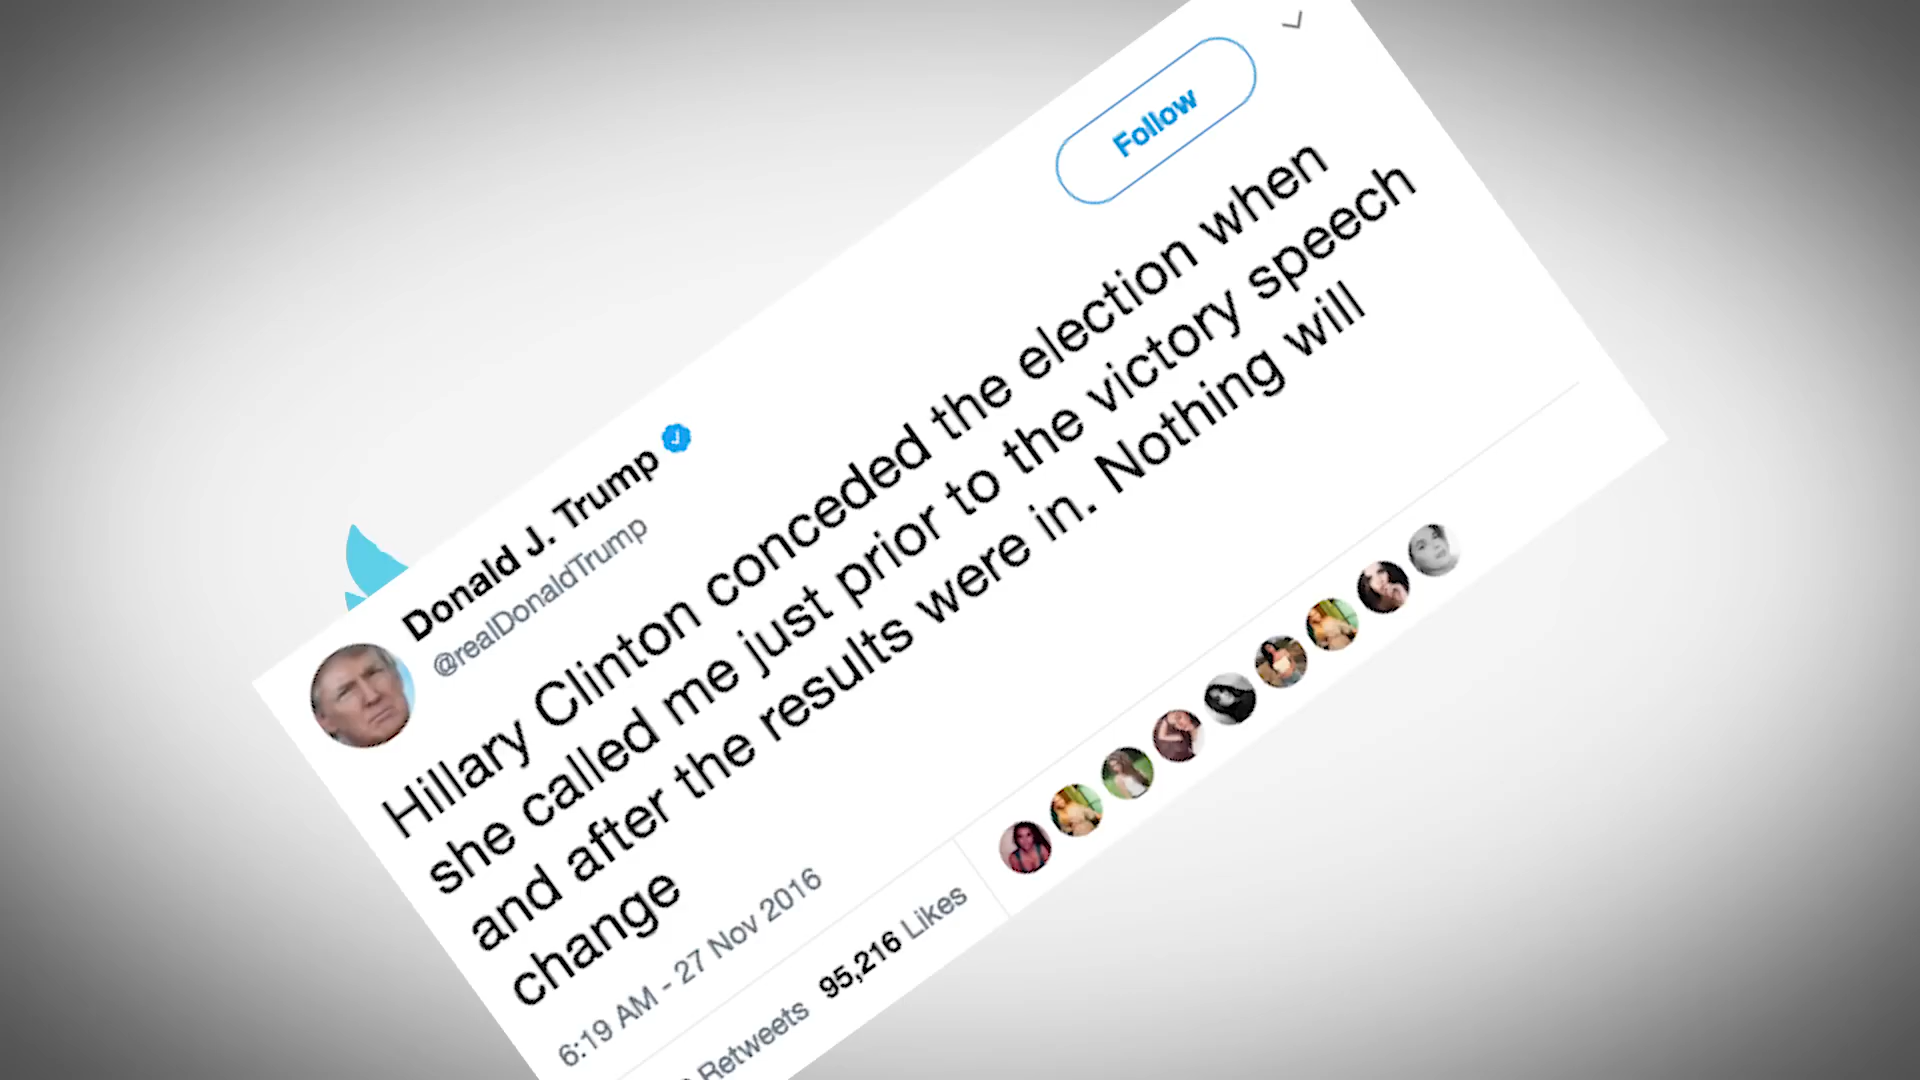 Follow
Donald J. Trump
@realDonaldTrump
Hillary Clinton conceded the election when
she called me just prior to the victory speech
and after the results were in. Nothing will
change
6:19 AM - 27 Nov 2016
Retweets 95,216 Likes